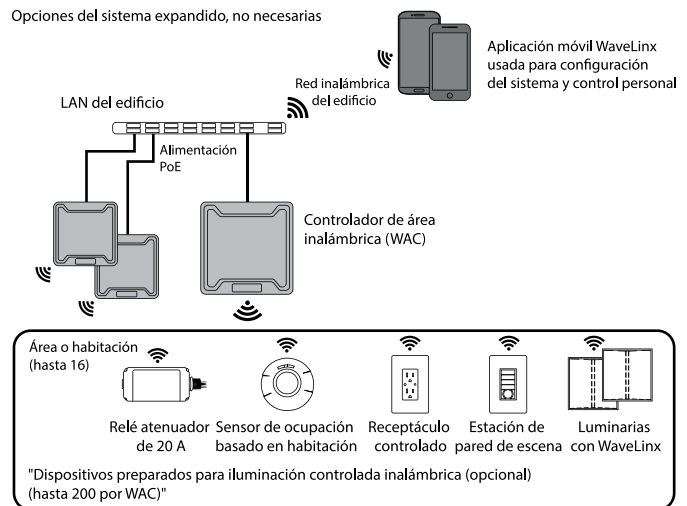 Opciones del sistema expandido, no necesarias
Aplicación móvil WaveLinx
usada para configuración
del sistema y control personal
Red inalámbrica
del edificio
LAN del edificio
Alimentación
PoE
Controlador de área
inalámbrica (WAC)
Área o habitación
(hasta 16)
Relé atenuador
de 20 A
Sensor de ocupación
basado en habitación
Receptáculo
controlado
Estación de
pared de escena
Luminarias
con WaveLinx
"Dispositivos preparados para iluminación controlada inalámbrica (opcional)
(hasta 200 por WAC)"